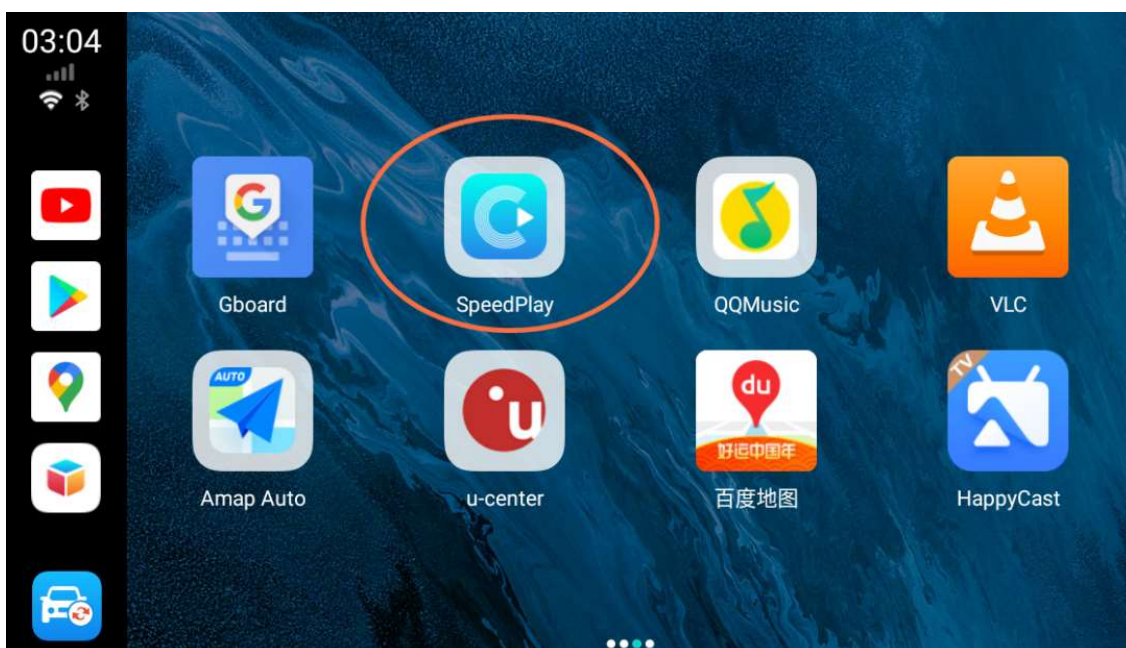 03:04
Gboard
SpeedPlay
QQMusic
VLC
AUTO
u
du
好运中国年
TV
Amap Auto
u-center
百度地图
HappyCast